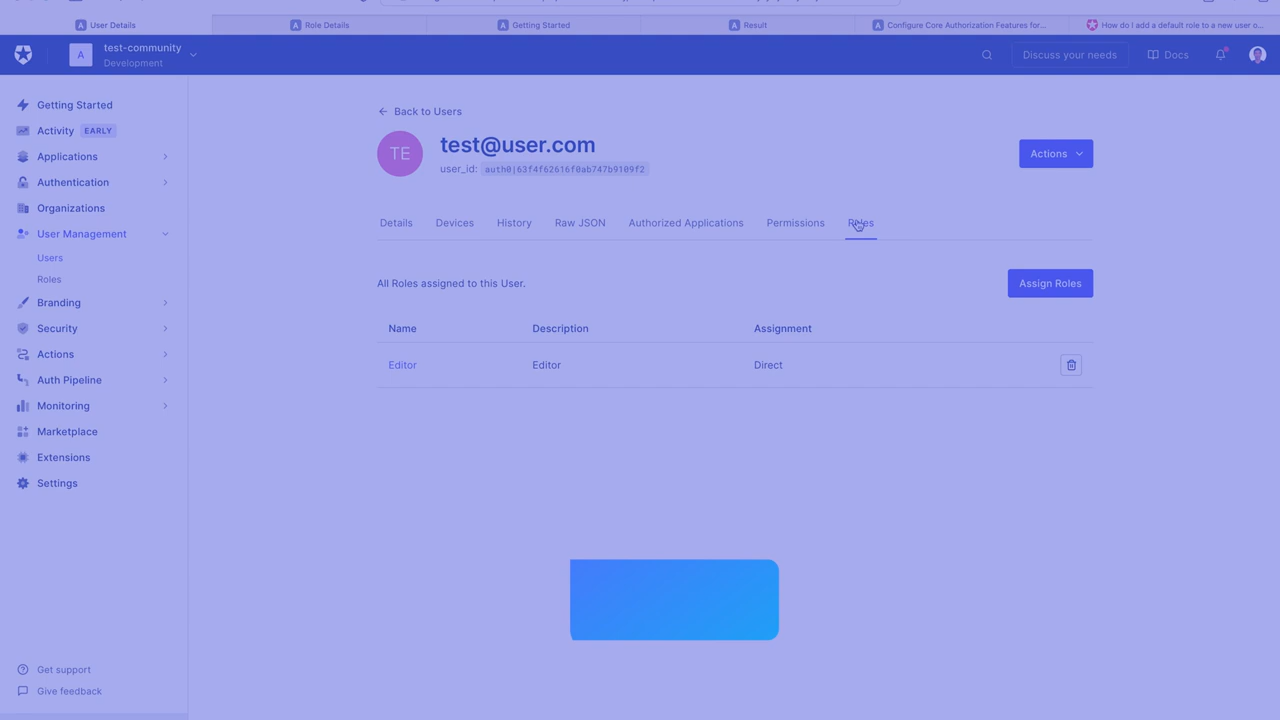 User Details
Role Details
Getting Started
Result
Configure Core Authorization Features for...
How do I add a default role to a new user o...
A
test-community
Development
Discuss your needs
Docs
Getting Started
Activity EARLY
Applications
Authentication
Organizations
User Management
Users
Roles
Branding
Security
Actions
Auth Pipeline
Monitoring
Marketplace
Extensions
Settings
Get support
Give feedback
Back to Users
TE
test@user.com
user_id: auth0|63f4f62616f0ab747b9109f2
Actions
Details Devices History Raw JSON Authorized Applications Permissions Roles
All Roles assigned to this User.
Assign Roles
Name Description Assignment
Editor Editor Direct